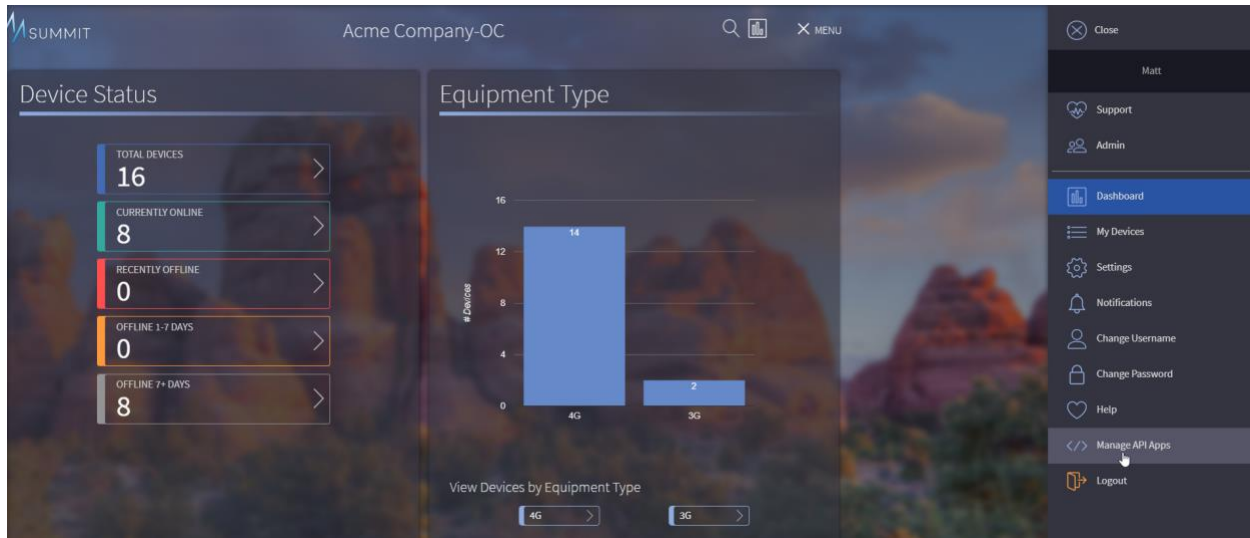 SUMMIT
Acme Company-OC
MENU
Device Status
TOTAL DEVICES
16
CURRENTLY ONLINE
8
RECENTLY OFFLINE
0
OFFLINE 1-7 DAYS
0
OFFLINE 7+ DAYS
8
Equipment Type
16
12
8
4
0
# Devices
14
2
4G
3G
View Devices by Equipment Type
4G
3G
Close
Matt
Support
Admin
Dashboard
My Devices
Settings
Notifications
Change Username
Change Password
Help
</> Manage API Apps
Logout